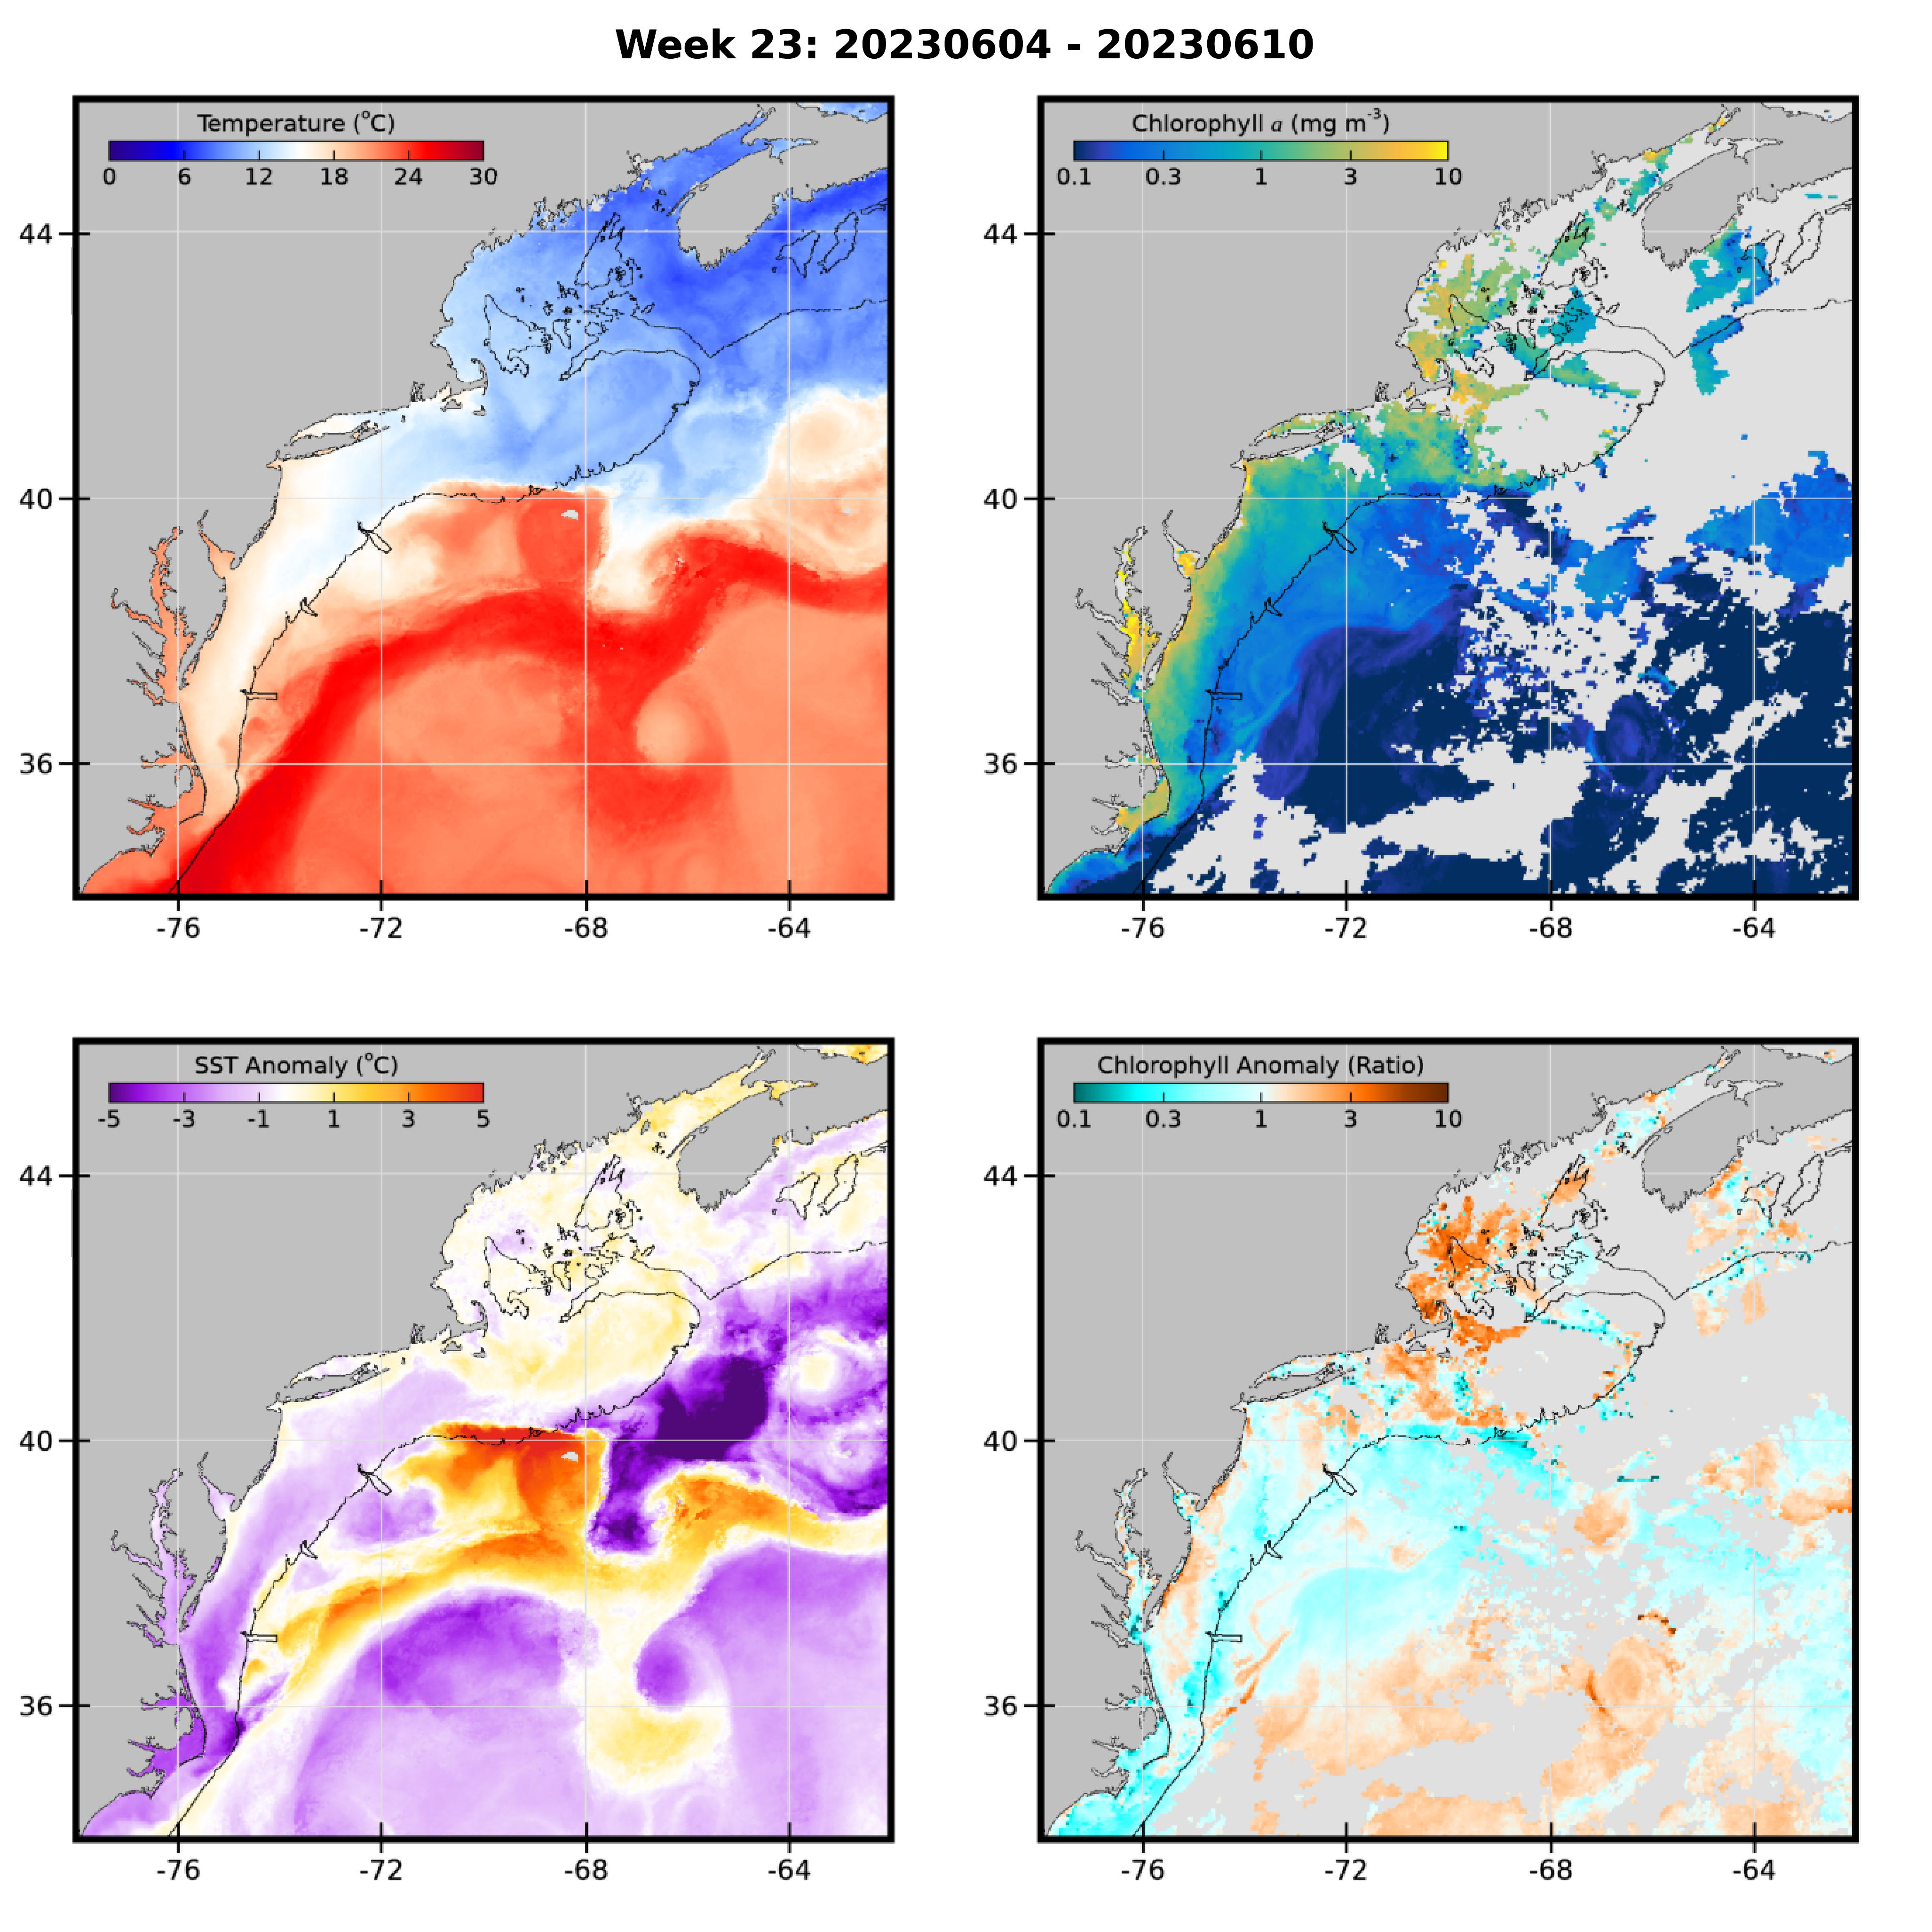 Week 23: 20230604 - 20230610
Temperature (°C)
0 6 12 18 24 30
44
40
36
-76 -72 -68 -64
Chlorophyll a (mg m⁻³)
0.1 0.3 1 3 10
44
40
36
-76 -72 -68 -64
SST Anomaly (°C)
-5 -3 -1 1 3 5
44
40
36
-76 -72 -68 -64
Chlorophyll Anomaly (Ratio)
0.1 0.3 1 3 10
44
40
36
-76 -72 -68 -64